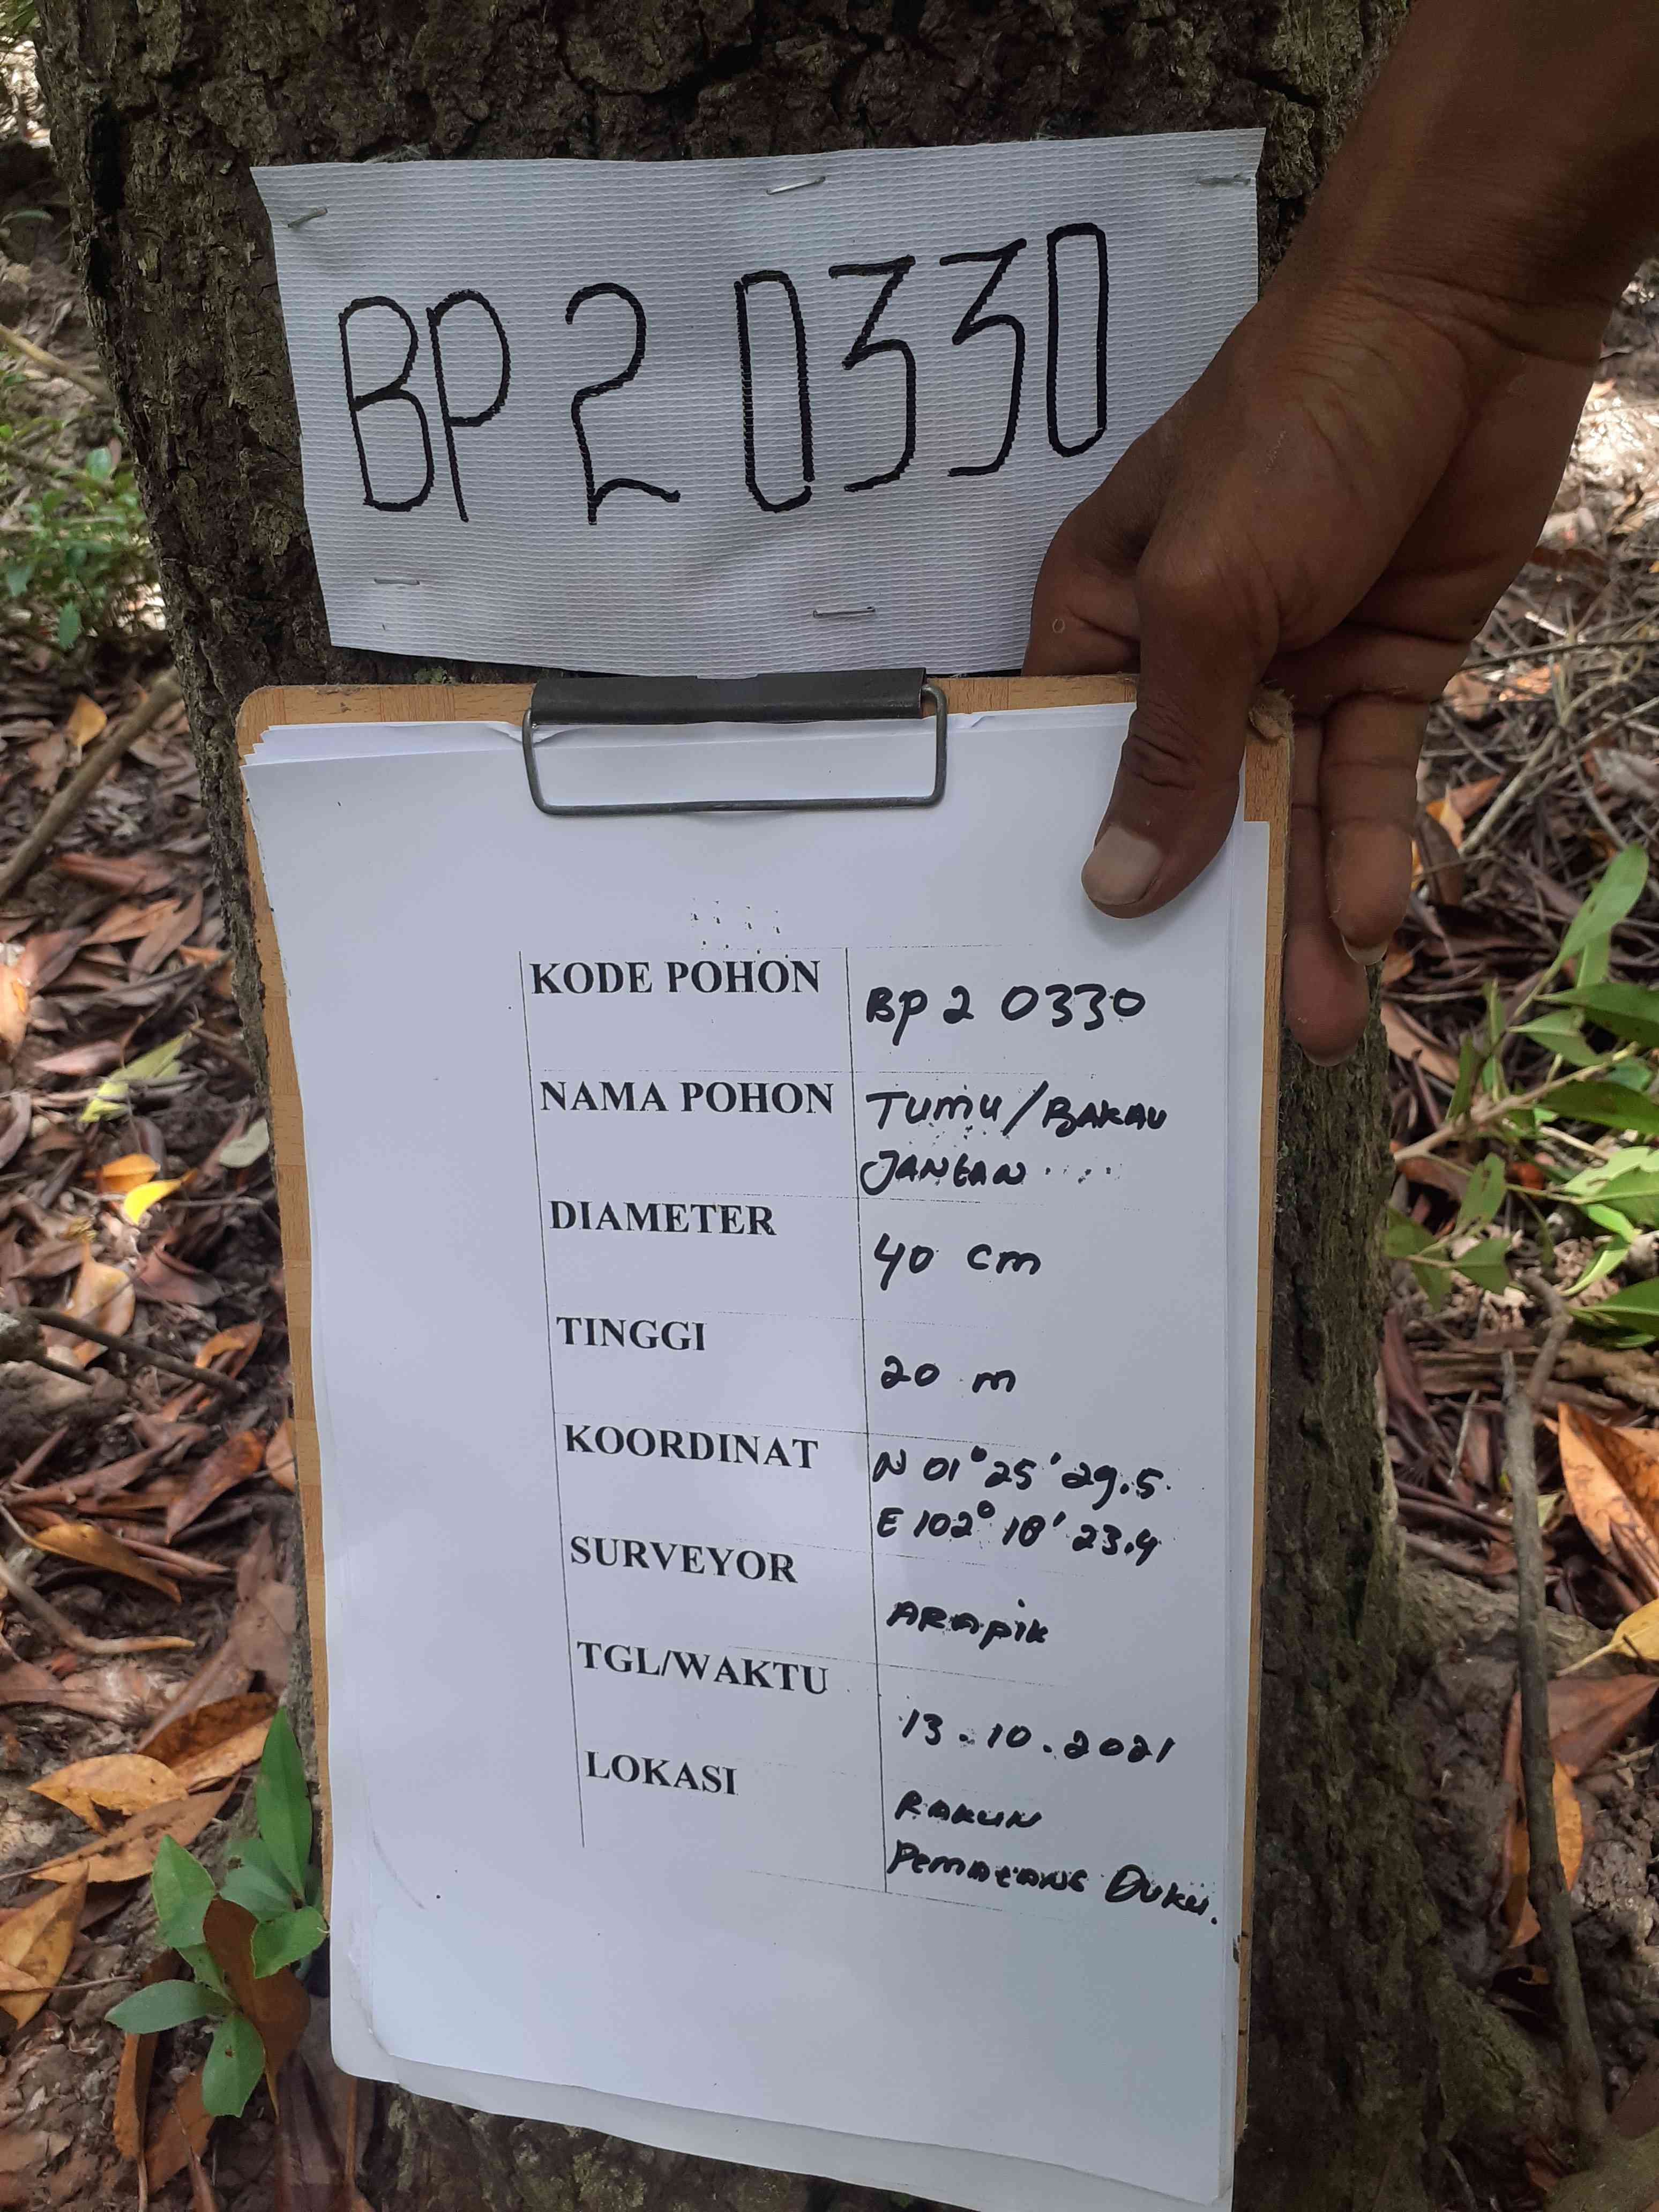 BP 2 0330
KODE POHON BP 2 0330
NAMA POHON Tumu/BAKAU
JANtAN
DIAMETER 40 cm
TINGGI 20 m
KOORDINAT N 01° 25' 29.5
E 102° 18' 23.4
SURVEYOR ARAPIK
TGL/WAKTU 13.10.2021
LOKASI RAKUN
PemAtANG DUKU.